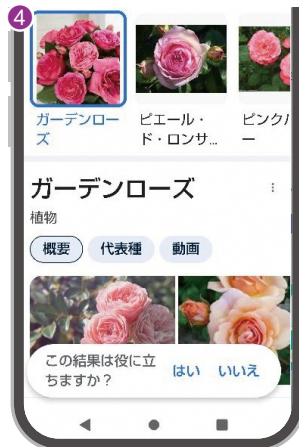 4
ガーデンロー
ズ
ピエール・
ド・ロンサ...
ピンクパ
ー
ガーデンローズ
植物
概要 代表種 動画
この結果は役に立
ちますか？
はい いいえ